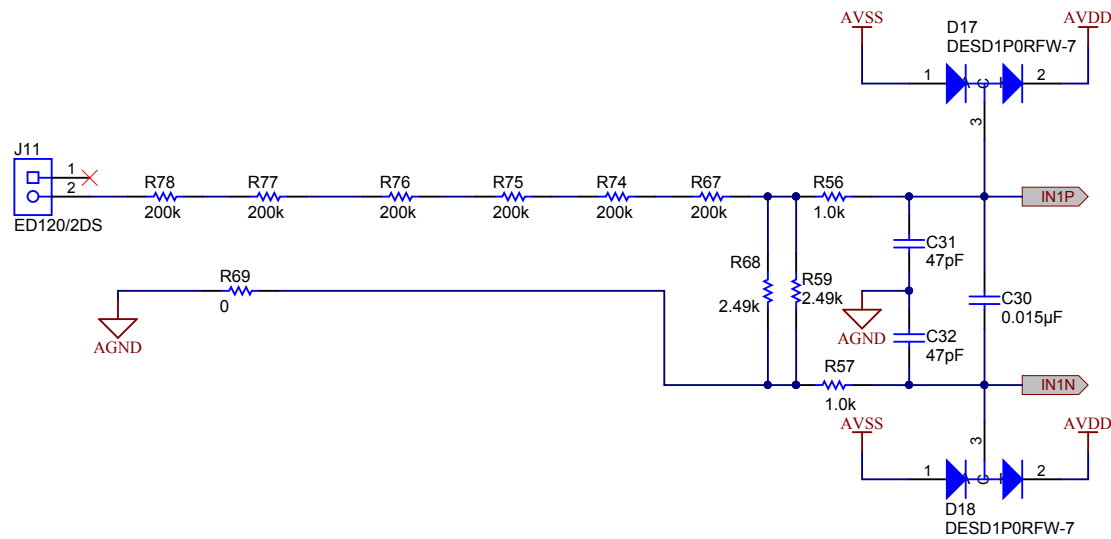 AVSS
AVDD
D17
DESD1P0RFW-7
1
2
3
J11
1
2
ED120/2DS
R78
200k
R77
200k
R76
200k
R75
200k
R74
200k
R67
200k
R56
1.0k
IN1P
C31
47pF
R69
0
AGND
R68
2.49k
R59
2.49k
AGND
C30
0.015µF
C32
47pF
R57
1.0k
IN1N
AVSS
AVDD
3
1
2
D18
DESD1P0RFW-7